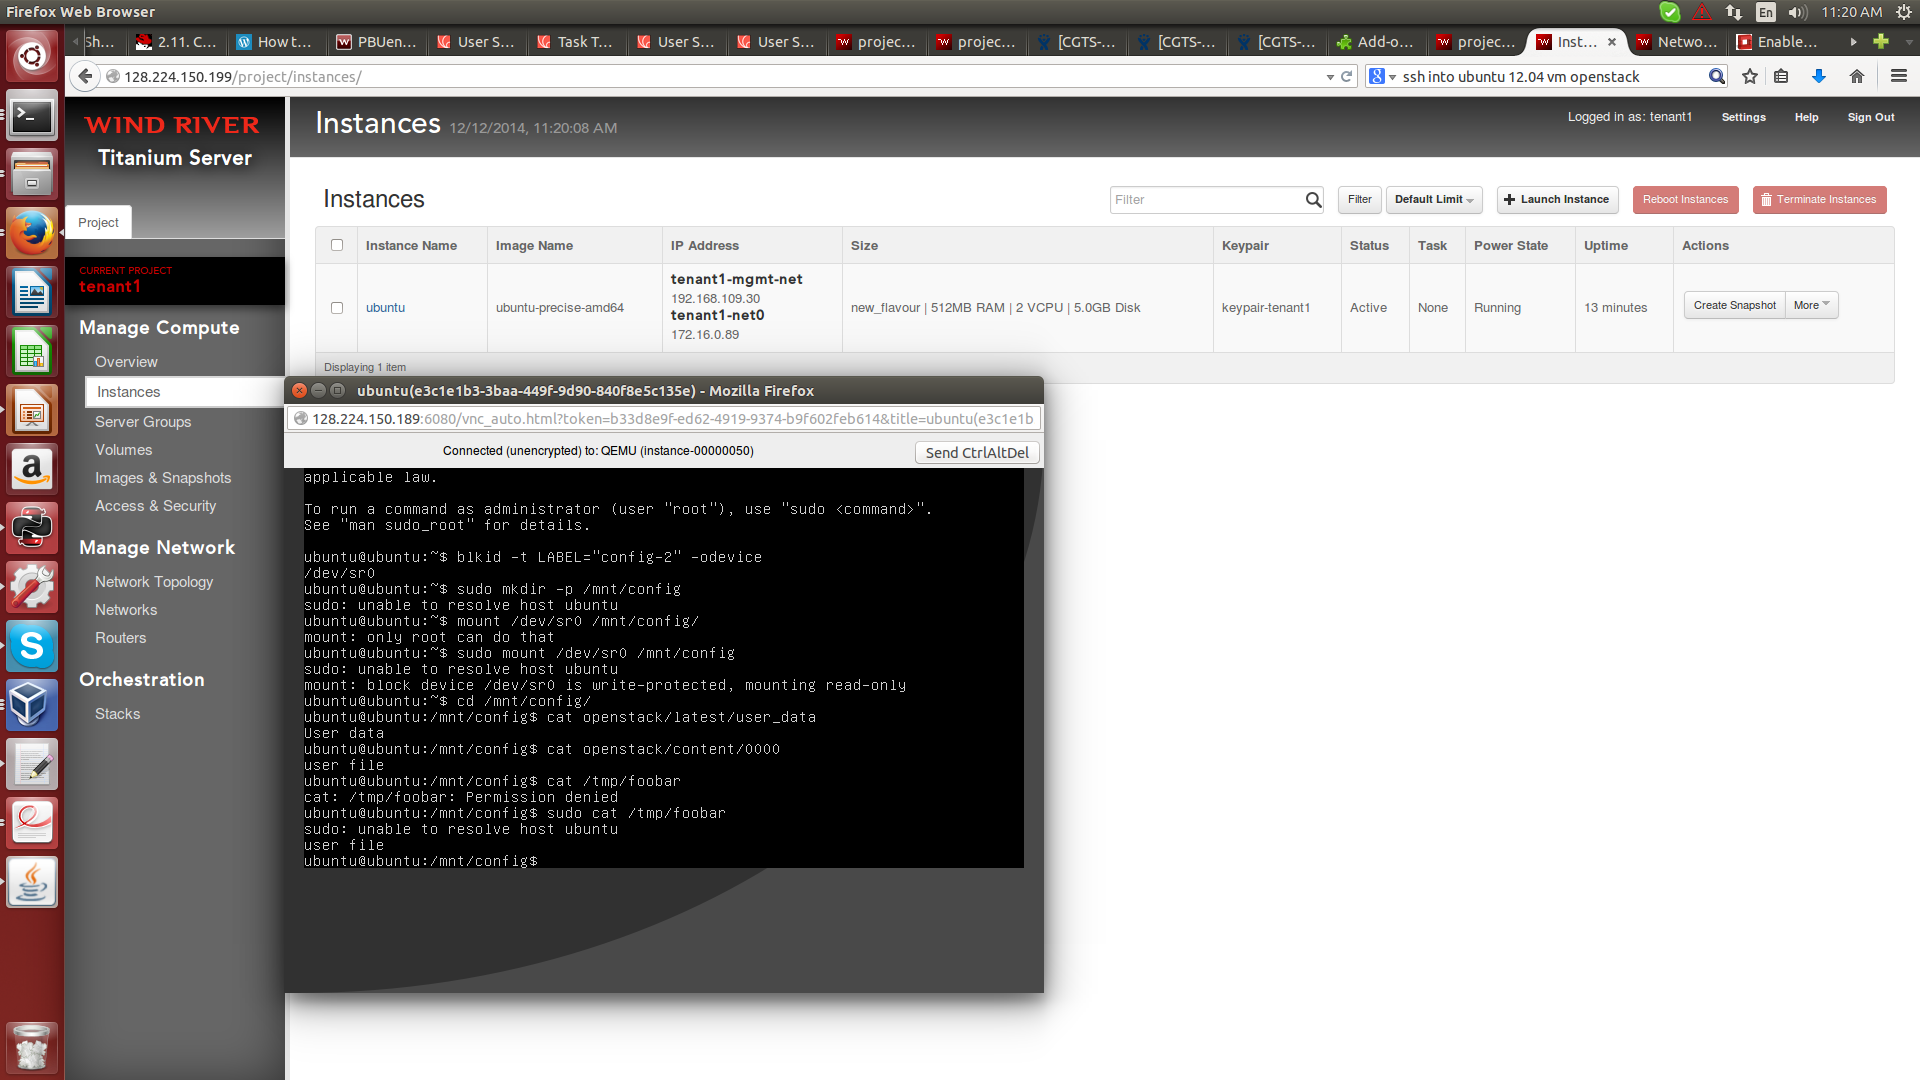 Firefox Web Browser
En
11:20 AM
Sh...
2.11. C...
How t...
PBUen...
User S...
Task T...
User S...
User S...
projec...
projec...
[CGTS-...
[CGTS-...
[CGTS-...
Add-o...
projec...
Inst...
Netwo...
Enable...
128.224.150.199/project/instances/
ssh into ubuntu 12.04 vm openstack
WIND RIVER
Titanium Server
Instances 12/12/2014, 11:20:08 AM
Logged in as: tenant1
Settings
Help
Sign Out
Project
CURRENT PROJECT
tenant1
Manage Compute
Overview
Instances
Server Groups
Volumes
Images & Snapshots
Access & Security
Manage Network
Network Topology
Networks
Routers
Orchestration
Stacks
Instances
Filter
Filter
Default Limit
Launch Instance
Reboot Instances
Terminate Instances
Instance Name
Image Name
IP Address
Size
Keypair
Status
Task
Power State
Uptime
Actions
ubuntu
ubuntu-precise-amd64
tenant1-mgmt-net
192.168.109.30
tenant1-net0
172.16.0.89
new_flavour | 512MB RAM | 2 VCPU | 5.0GB Disk
keypair-tenant1
Active
None
Running
13 minutes
Create Snapshot
More
Displaying 1 item
ubuntu(e3c1e1b3-3baa-449f-9d90-840f8e5c135e) - Mozilla Firefox
128.224.150.189:6080/vnc_auto.html?token=b33d8e9f-ed62-4919-9374-b9f602feb614&title=ubuntu(e3c1e1b
Connected (unencrypted) to: QEMU (instance-00000050)
Send CtrlAltDel
applicable law.
To run a command as administrator (user "root"), use "sudo <command>".
See "man sudo_root" for details.
ubuntu@ubuntu:~$ blkid -t LABEL="config-2" -odevice
/dev/sr0
ubuntu@ubuntu:~$ sudo mkdir -p /mnt/config
sudo: unable to resolve host ubuntu
ubuntu@ubuntu:~$ mount /dev/sr0 /mnt/config/
mount: only root can do that
ubuntu@ubuntu:~$ sudo mount /dev/sr0 /mnt/config
sudo: unable to resolve host ubuntu
mount: block device /dev/sr0 is write-protected, mounting read-only
ubuntu@ubuntu:~$ cd /mnt/config/
ubuntu@ubuntu:/mnt/config$ cat openstack/latest/user_data
User data
ubuntu@ubuntu:/mnt/config$ cat openstack/content/0000
user file
ubuntu@ubuntu:/mnt/config$ cat /tmp/foobar
cat: /tmp/foobar: Permission denied
ubuntu@ubuntu:/mnt/config$ sudo cat /tmp/foobar
sudo: unable to resolve host ubuntu
user file
ubuntu@ubuntu:/mnt/config$